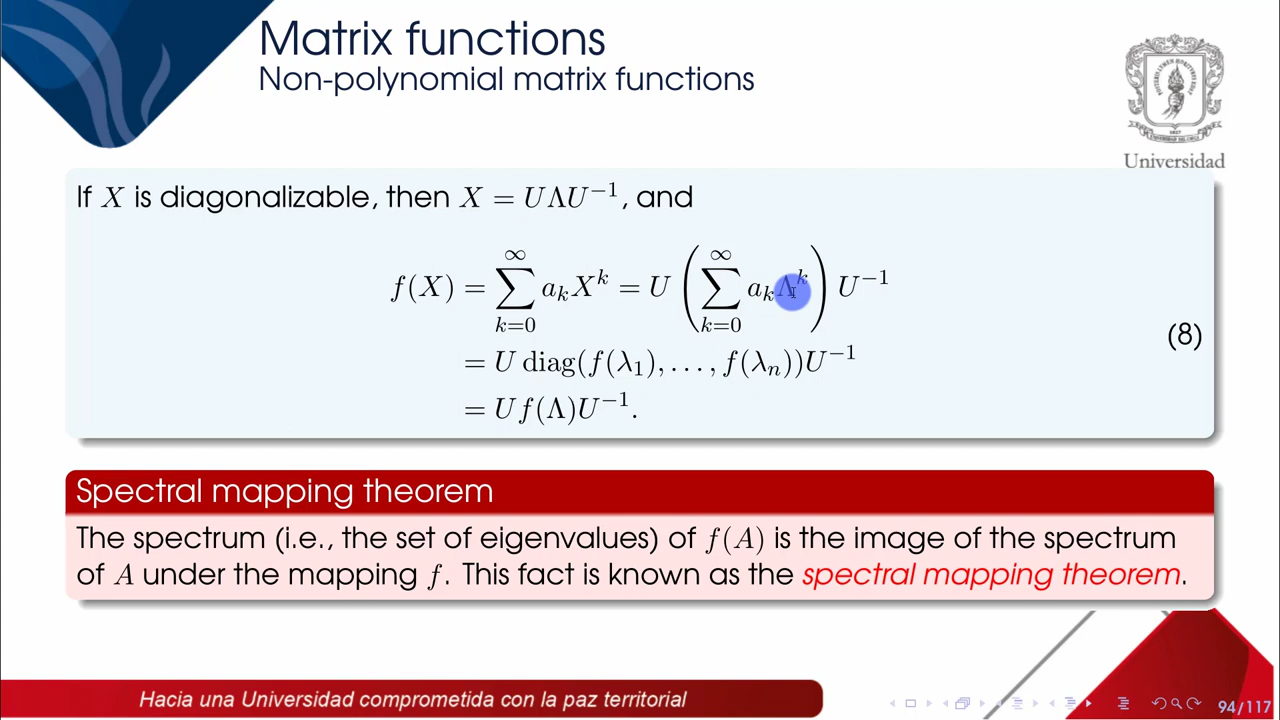 Matrix functions
Non-polynomial matrix functions
Universidad
If X is diagonalizable, then X = UΛU⁻¹, and
f(X) = ∑_{k=0}^{∞} a_k X^k = U (∑_{k=0}^{∞} a_k Λ^k) U⁻¹
= U diag(f(λ₁), . . . , f(λₙ))U⁻¹
(8)
= U f(Λ)U⁻¹.
Spectral mapping theorem
The spectrum (i.e., the set of eigenvalues) of f(A) is the image of the spectrum
of A under the mapping f. This fact is known as the spectral mapping theorem.
Hacia una Universidad comprometida con la paz territorial
94/117